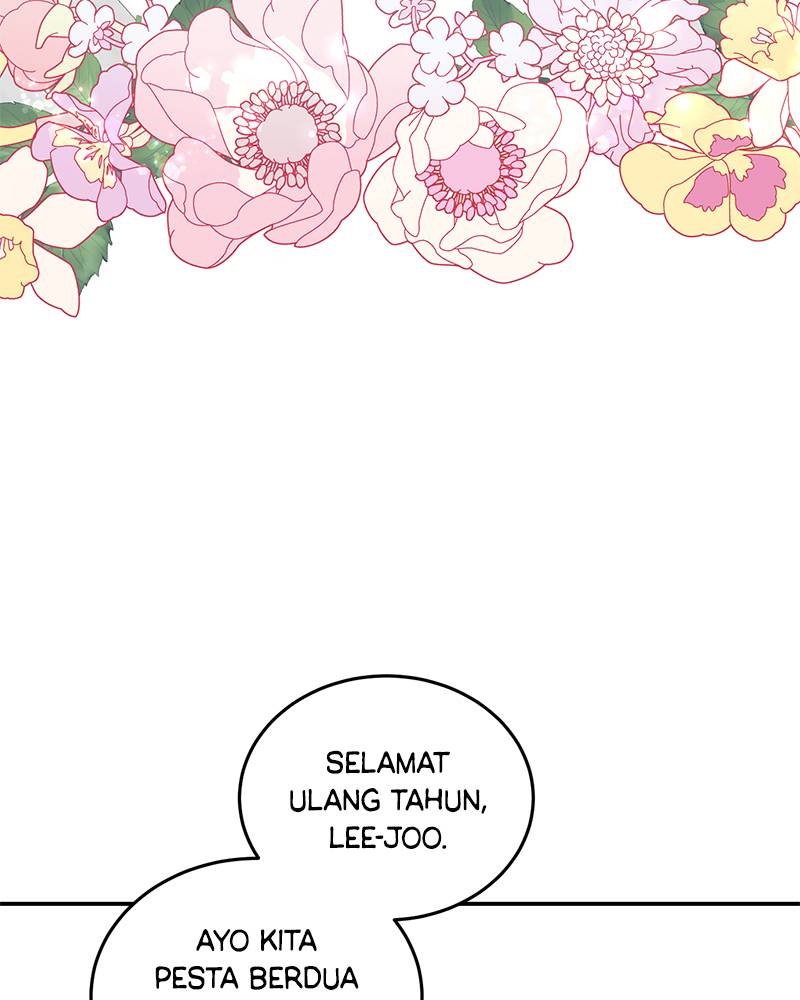 SELAMAT
ULANG TAHUN,
LEE-JOO.
AYO KITA
PESTA BERDUA